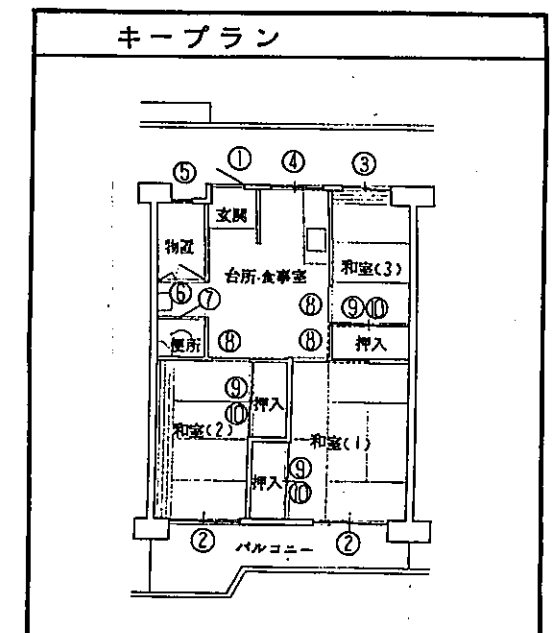 キープラン
① ④ ③
⑤
玄関
物置
台所・食事室 和室(3)
⑥ ⑦ ⑧ ⑨⑩
便所 ⑧ ⑧ 押入
⑨
⑩ 押入
和室(2) 和室(1)
押入 ⑨
⑩
② バルコニー ②